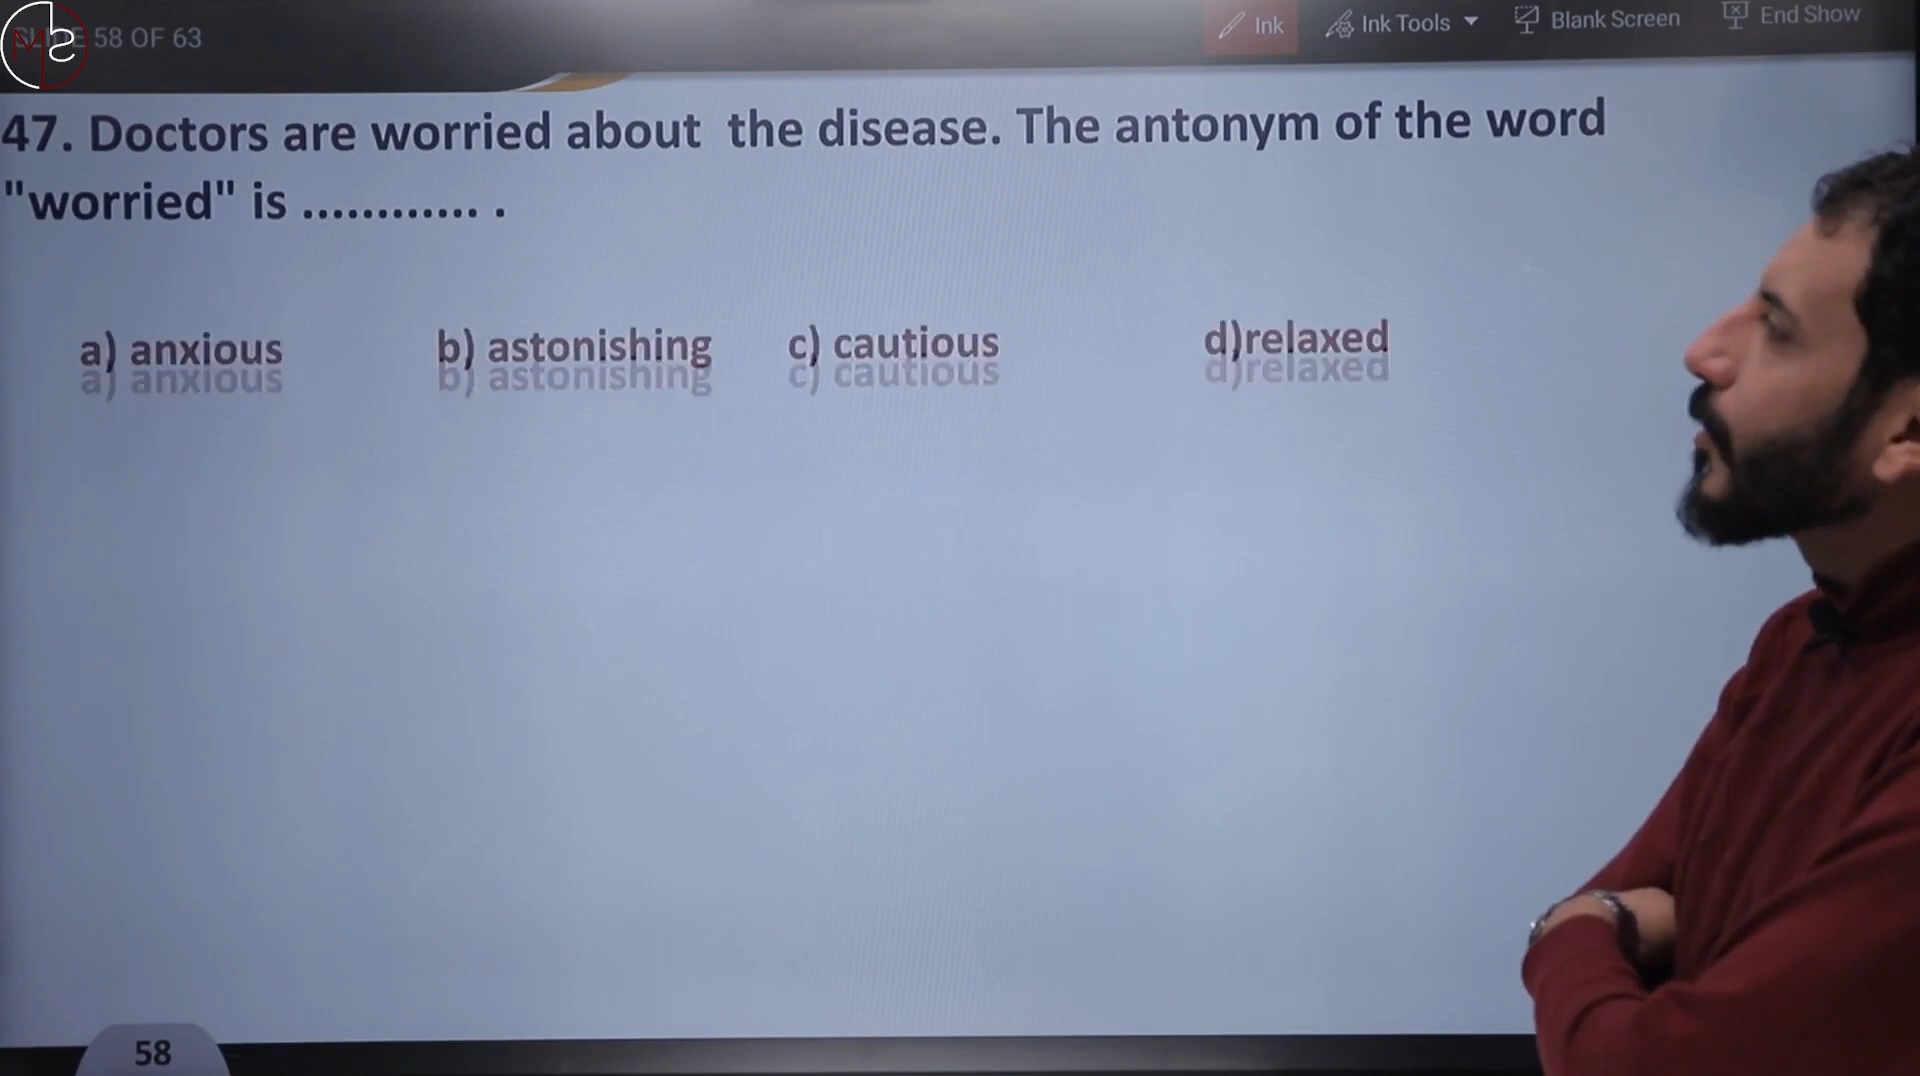 SLIDE 58 OF 63
Ink Ink Tools Blank Screen End Show
47. Doctors are worried about the disease. The antonym of the word
"worried" is ............ .
a) anxious b) astonishing c) cautious d)relaxed
58